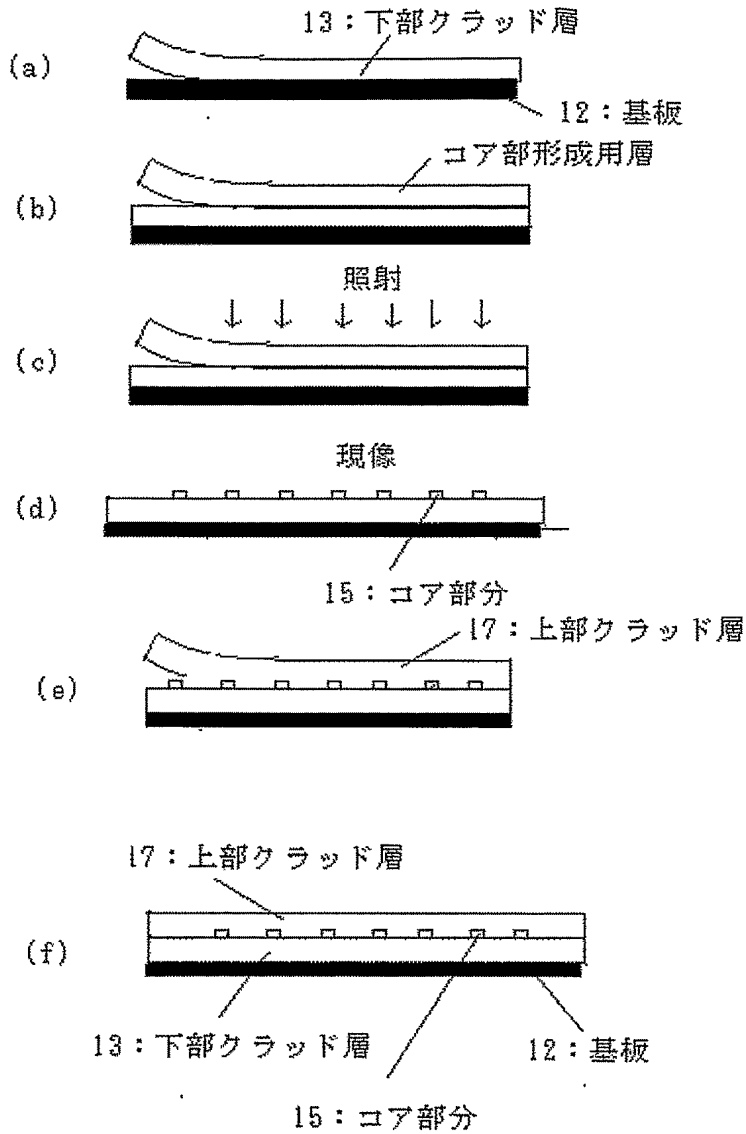 13：下部クラッド層
(a)
12：基板
コア部形成用層
(b)
照射
(c)
現像
(d)
15：コア部分
17：上部クラッド層
(e)
17：上部クラッド層
(f)
13：下部クラッド層
12：基板
15：コア部分